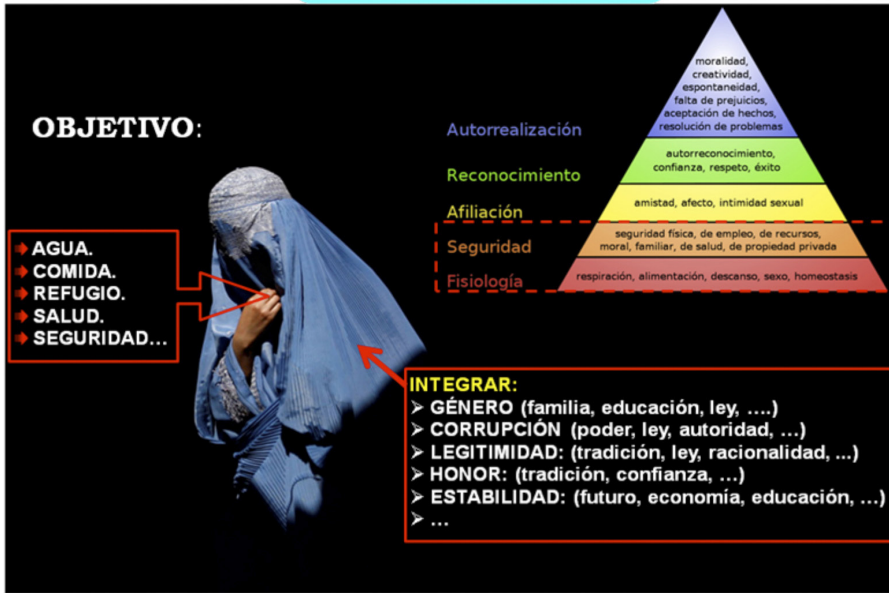 OBJETIVO:
AGUA.
COMIDA.
REFUGIO.
SALUD.
SEGURIDAD...
Autorrealización
moralidad,
creatividad,
espontaneidad,
falta de prejuicios,
aceptación de hechos,
resolución de problemas
Reconocimiento
autorreconocimiento,
confianza, respeto, éxito
Afiliación
amistad, afecto, intimidad sexual
Seguridad
seguridad física, de empleo, de recursos,
moral, familiar, de salud, de propiedad privada
Fisiología
respiración, alimentación, descanso, sexo, homeostasis
INTEGRAR:
GÉNERO (familia, educación, ley, ....)
CORRUPCIÓN (poder, ley, autoridad, ...)
LEGITIMIDAD: (tradición, ley, racionalidad, ...)
HONOR: (tradición, confianza, ...)
ESTABILIDAD: (futuro, economía, educación, ...)
...